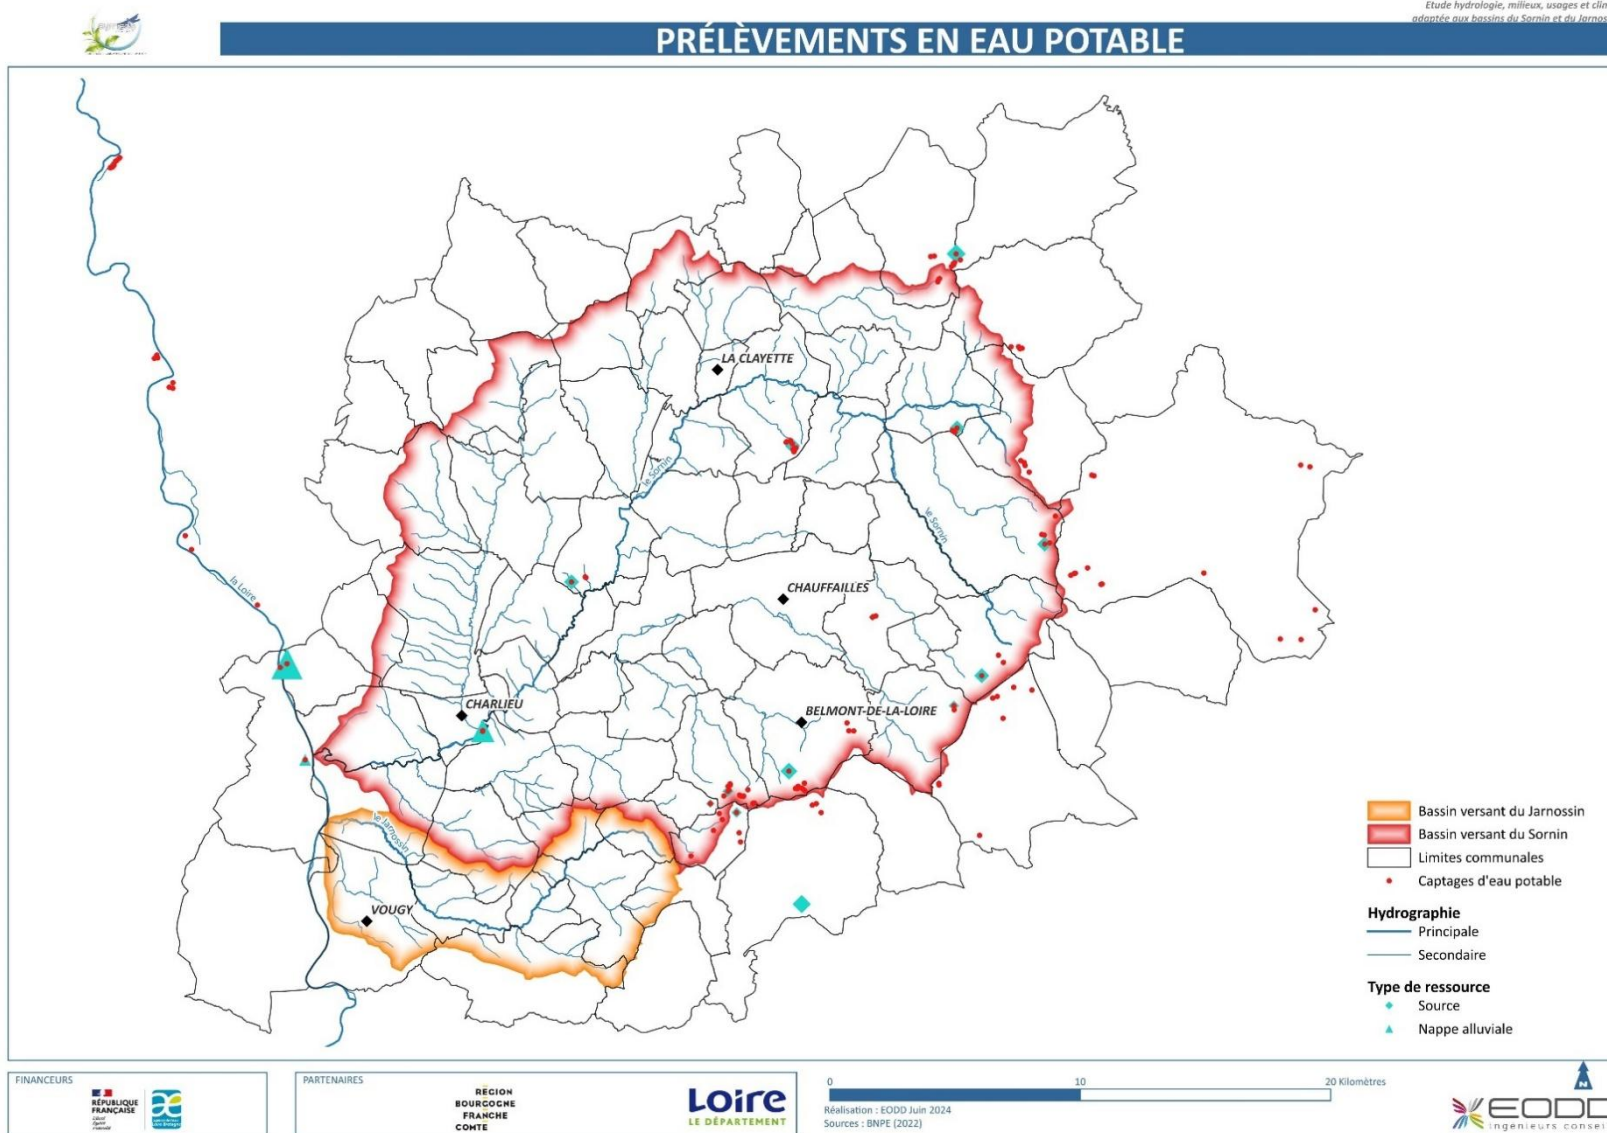 Etude hydrologie, milieux, usages et clim
adaptée aux bassins du Sornin et du Jarnos
PRÉLÈVEMENTS EN EAU POTABLE
LA CLAYETTE
le Sornin
le Sornin
CHAUFFAILLES
la Loire
CHARLIEU
BELMONT-DE-LA-LOIRE
le Jarnossin
VOUGY
Bassin versant du Jarnossin
Bassin versant du Sornin
Limites communales
Captages d'eau potable
Hydrographie
Principale
Secondaire
Type de ressource
Source
Nappe alluviale
FINANCEURS
RÉPUBLIQUE
FRANÇAISE
PARTENAIRES
RÉGION
BOURGOGNE
FRANCHE
COMTE
Loire
LE DÉPARTEMENT
0 10 20 Kilomètres
Réalisation : EODD Juin 2024
Sources : BNPE (2022)
N
EODD
ingénieurs conseil